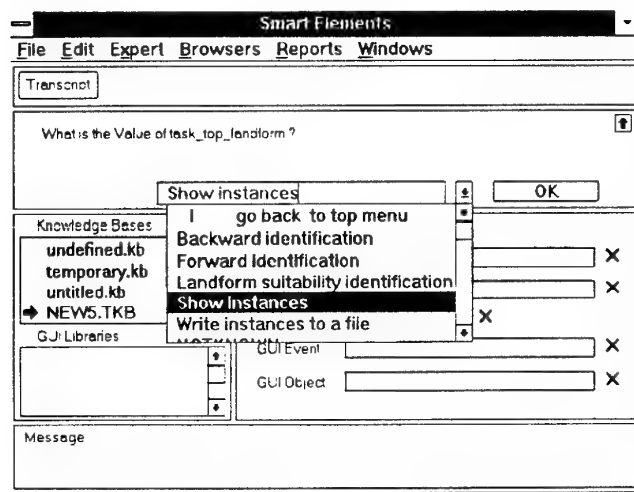 Smart Elements
File Edit Expert Browsers Reports Windows
Transcript
What is the Value of task_top_landform ?
Show instances
OK
I go back to top menu
Backward identification
Forward Identification
Landform suitability identification
Show Instances
Write instances to a file
NOTKNOWN
Knowledge Bases
undefined.kb
temporary.kb
untitled.kb
NEW5.TKB
GUI Libraries
GUI Event
GUI Object
Message